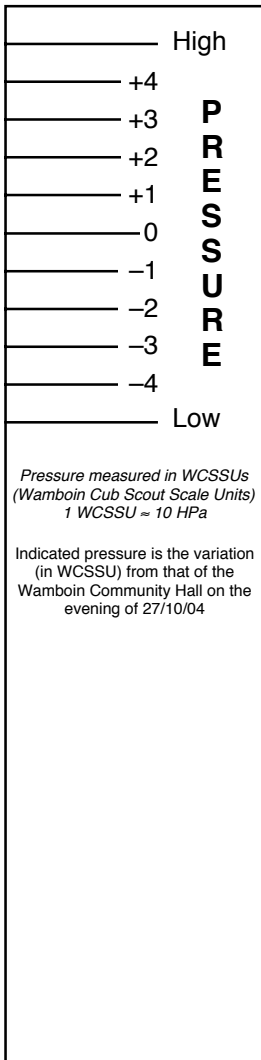 High
+4
+3
+2
+1
0
–1
–2
–3
–4
Low
PRESSURE
Pressure measured in WCSSUs
(Wamboin Cub Scout Scale Units)
1 WCSSU ≈ 10 HPa
Indicated pressure is the variation
(in WCSSU) from that of the
Wamboin Community Hall on the
evening of 27/10/04